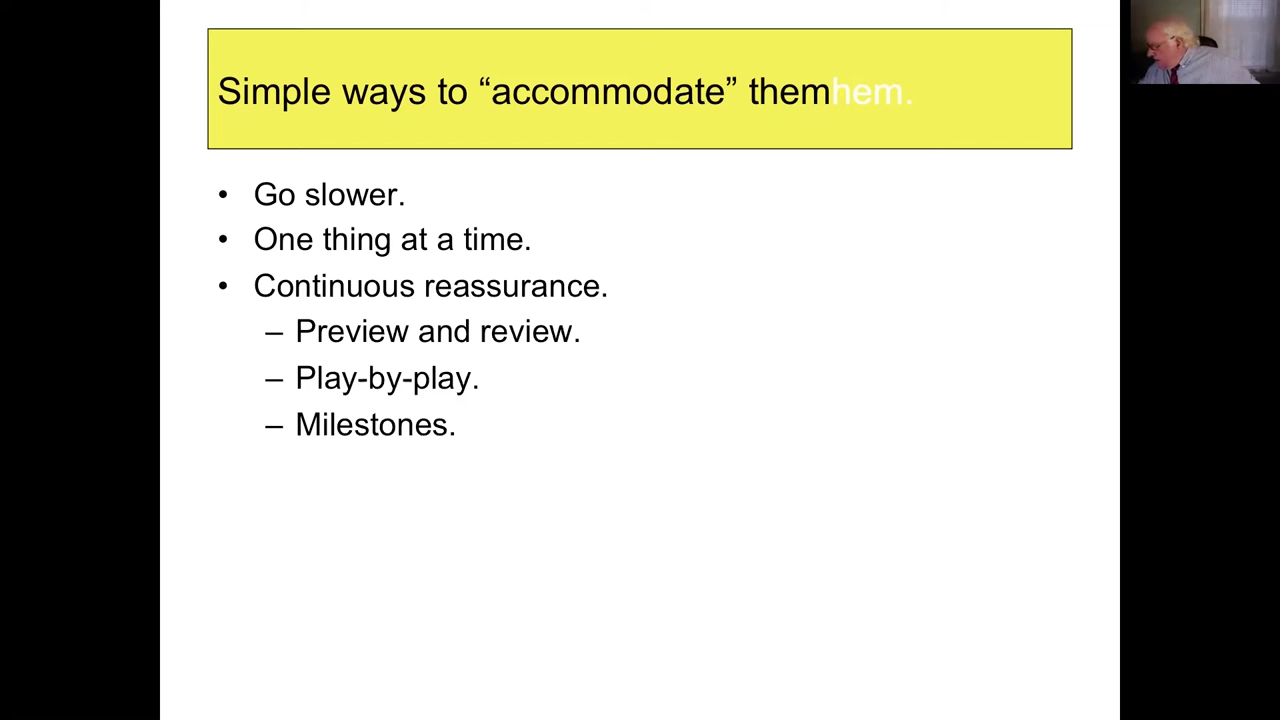 Simple ways to “accommodate” themhem.
• Go slower.
• One thing at a time.
• Continuous reassurance.
– Preview and review.
– Play-by-play.
– Milestones.